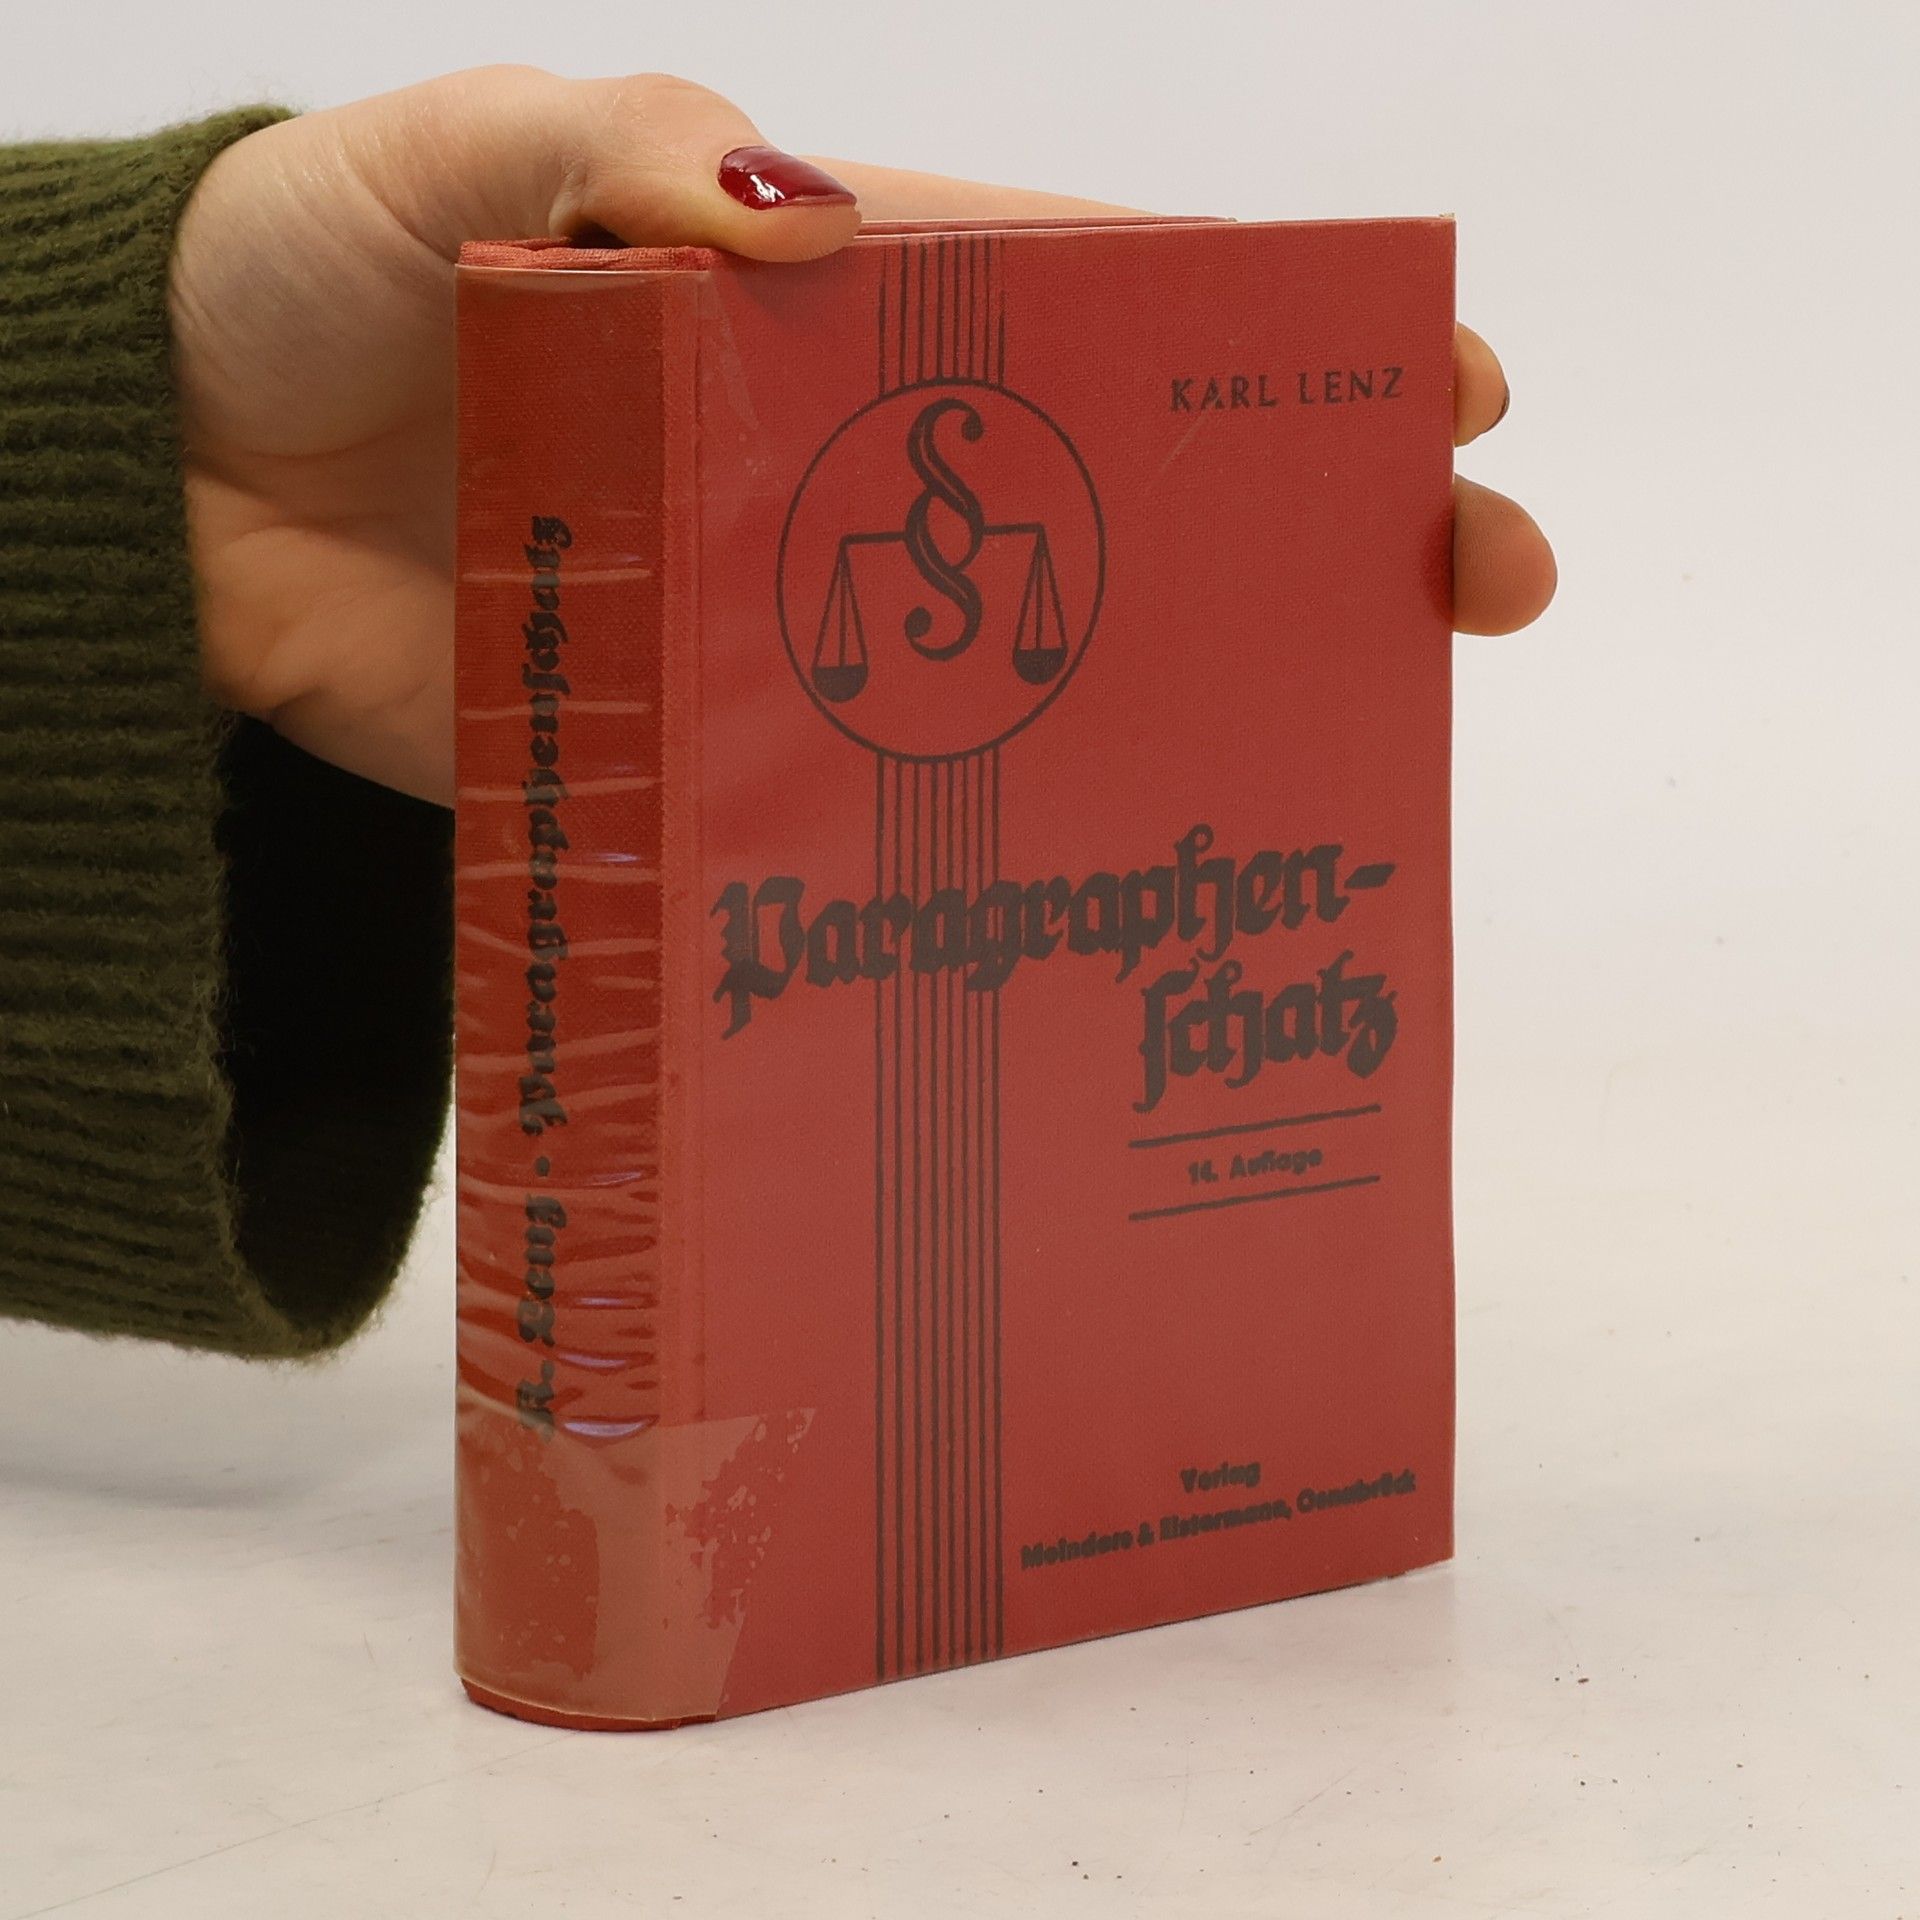 K. Lenz • Paragraphenschatz
§
KARL LENZ
Paragraphen-
schatz
14. Auflage
Verlag
Meinders & Elstermann, Osnabrück